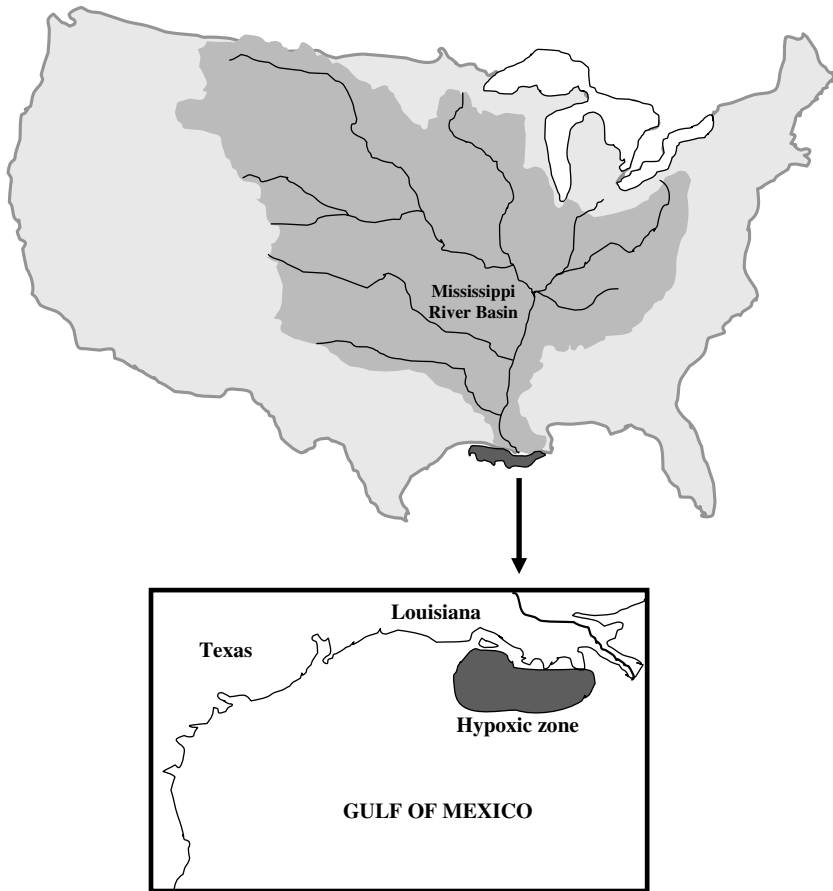 Mississippi
River Basin
Louisiana
Texas
Hypoxic zone
GULF OF MEXICO